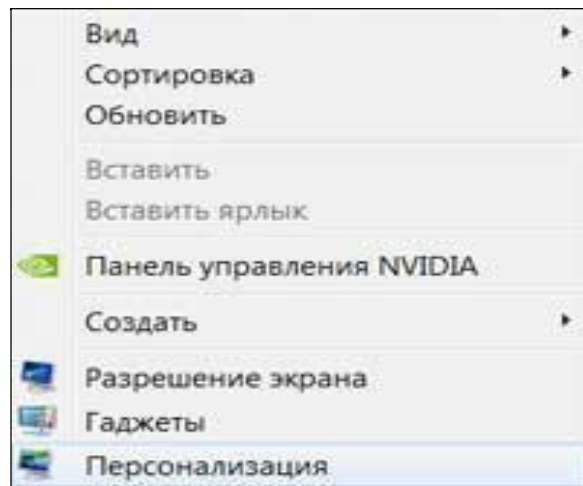 Вид
Сортировка
Обновить
Вставить
Вставить ярлык
Панель управления NVIDIA
Создать
Разрешение экрана
Гаджеты
Персонализация